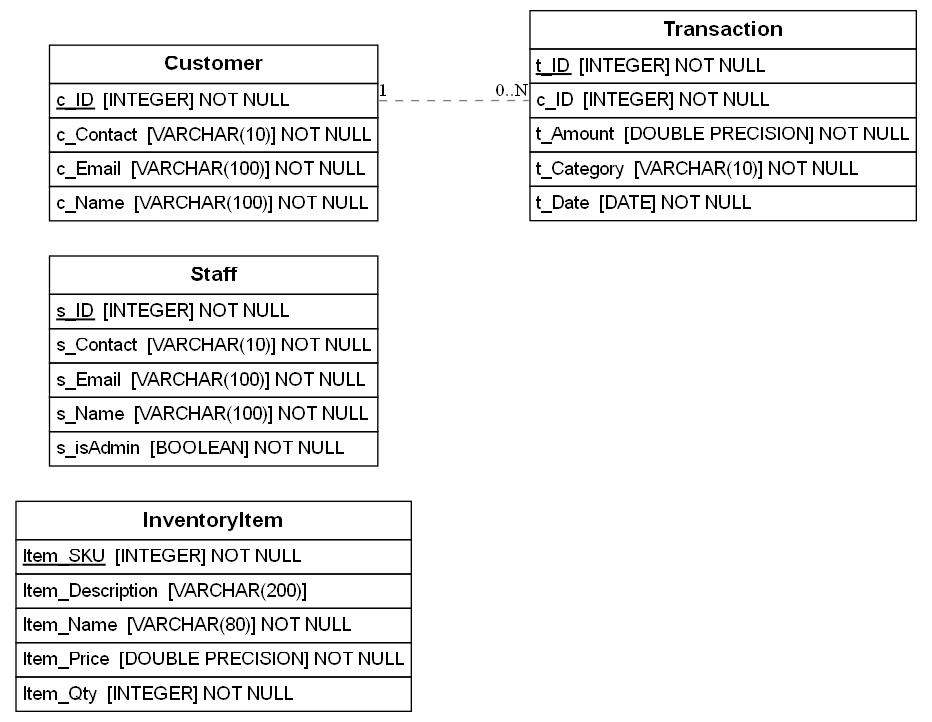 Customer
c_ID [INTEGER] NOT NULL
c_Contact [VARCHAR(10)] NOT NULL
c_Email [VARCHAR(100)] NOT NULL
c_Name [VARCHAR(100)] NOT NULL
1
0..N
Transaction
t_ID [INTEGER] NOT NULL
c_ID [INTEGER] NOT NULL
t_Amount [DOUBLE PRECISION] NOT NULL
t_Category [VARCHAR(10)] NOT NULL
t_Date [DATE] NOT NULL
Staff
s_ID [INTEGER] NOT NULL
s_Contact [VARCHAR(10)] NOT NULL
s_Email [VARCHAR(100)] NOT NULL
s_Name [VARCHAR(100)] NOT NULL
s_isAdmin [BOOLEAN] NOT NULL
InventoryItem
Item_SKU [INTEGER] NOT NULL
Item_Description [VARCHAR(200)]
Item_Name [VARCHAR(80)] NOT NULL
Item_Price [DOUBLE PRECISION] NOT NULL
Item_Qty [INTEGER] NOT NULL